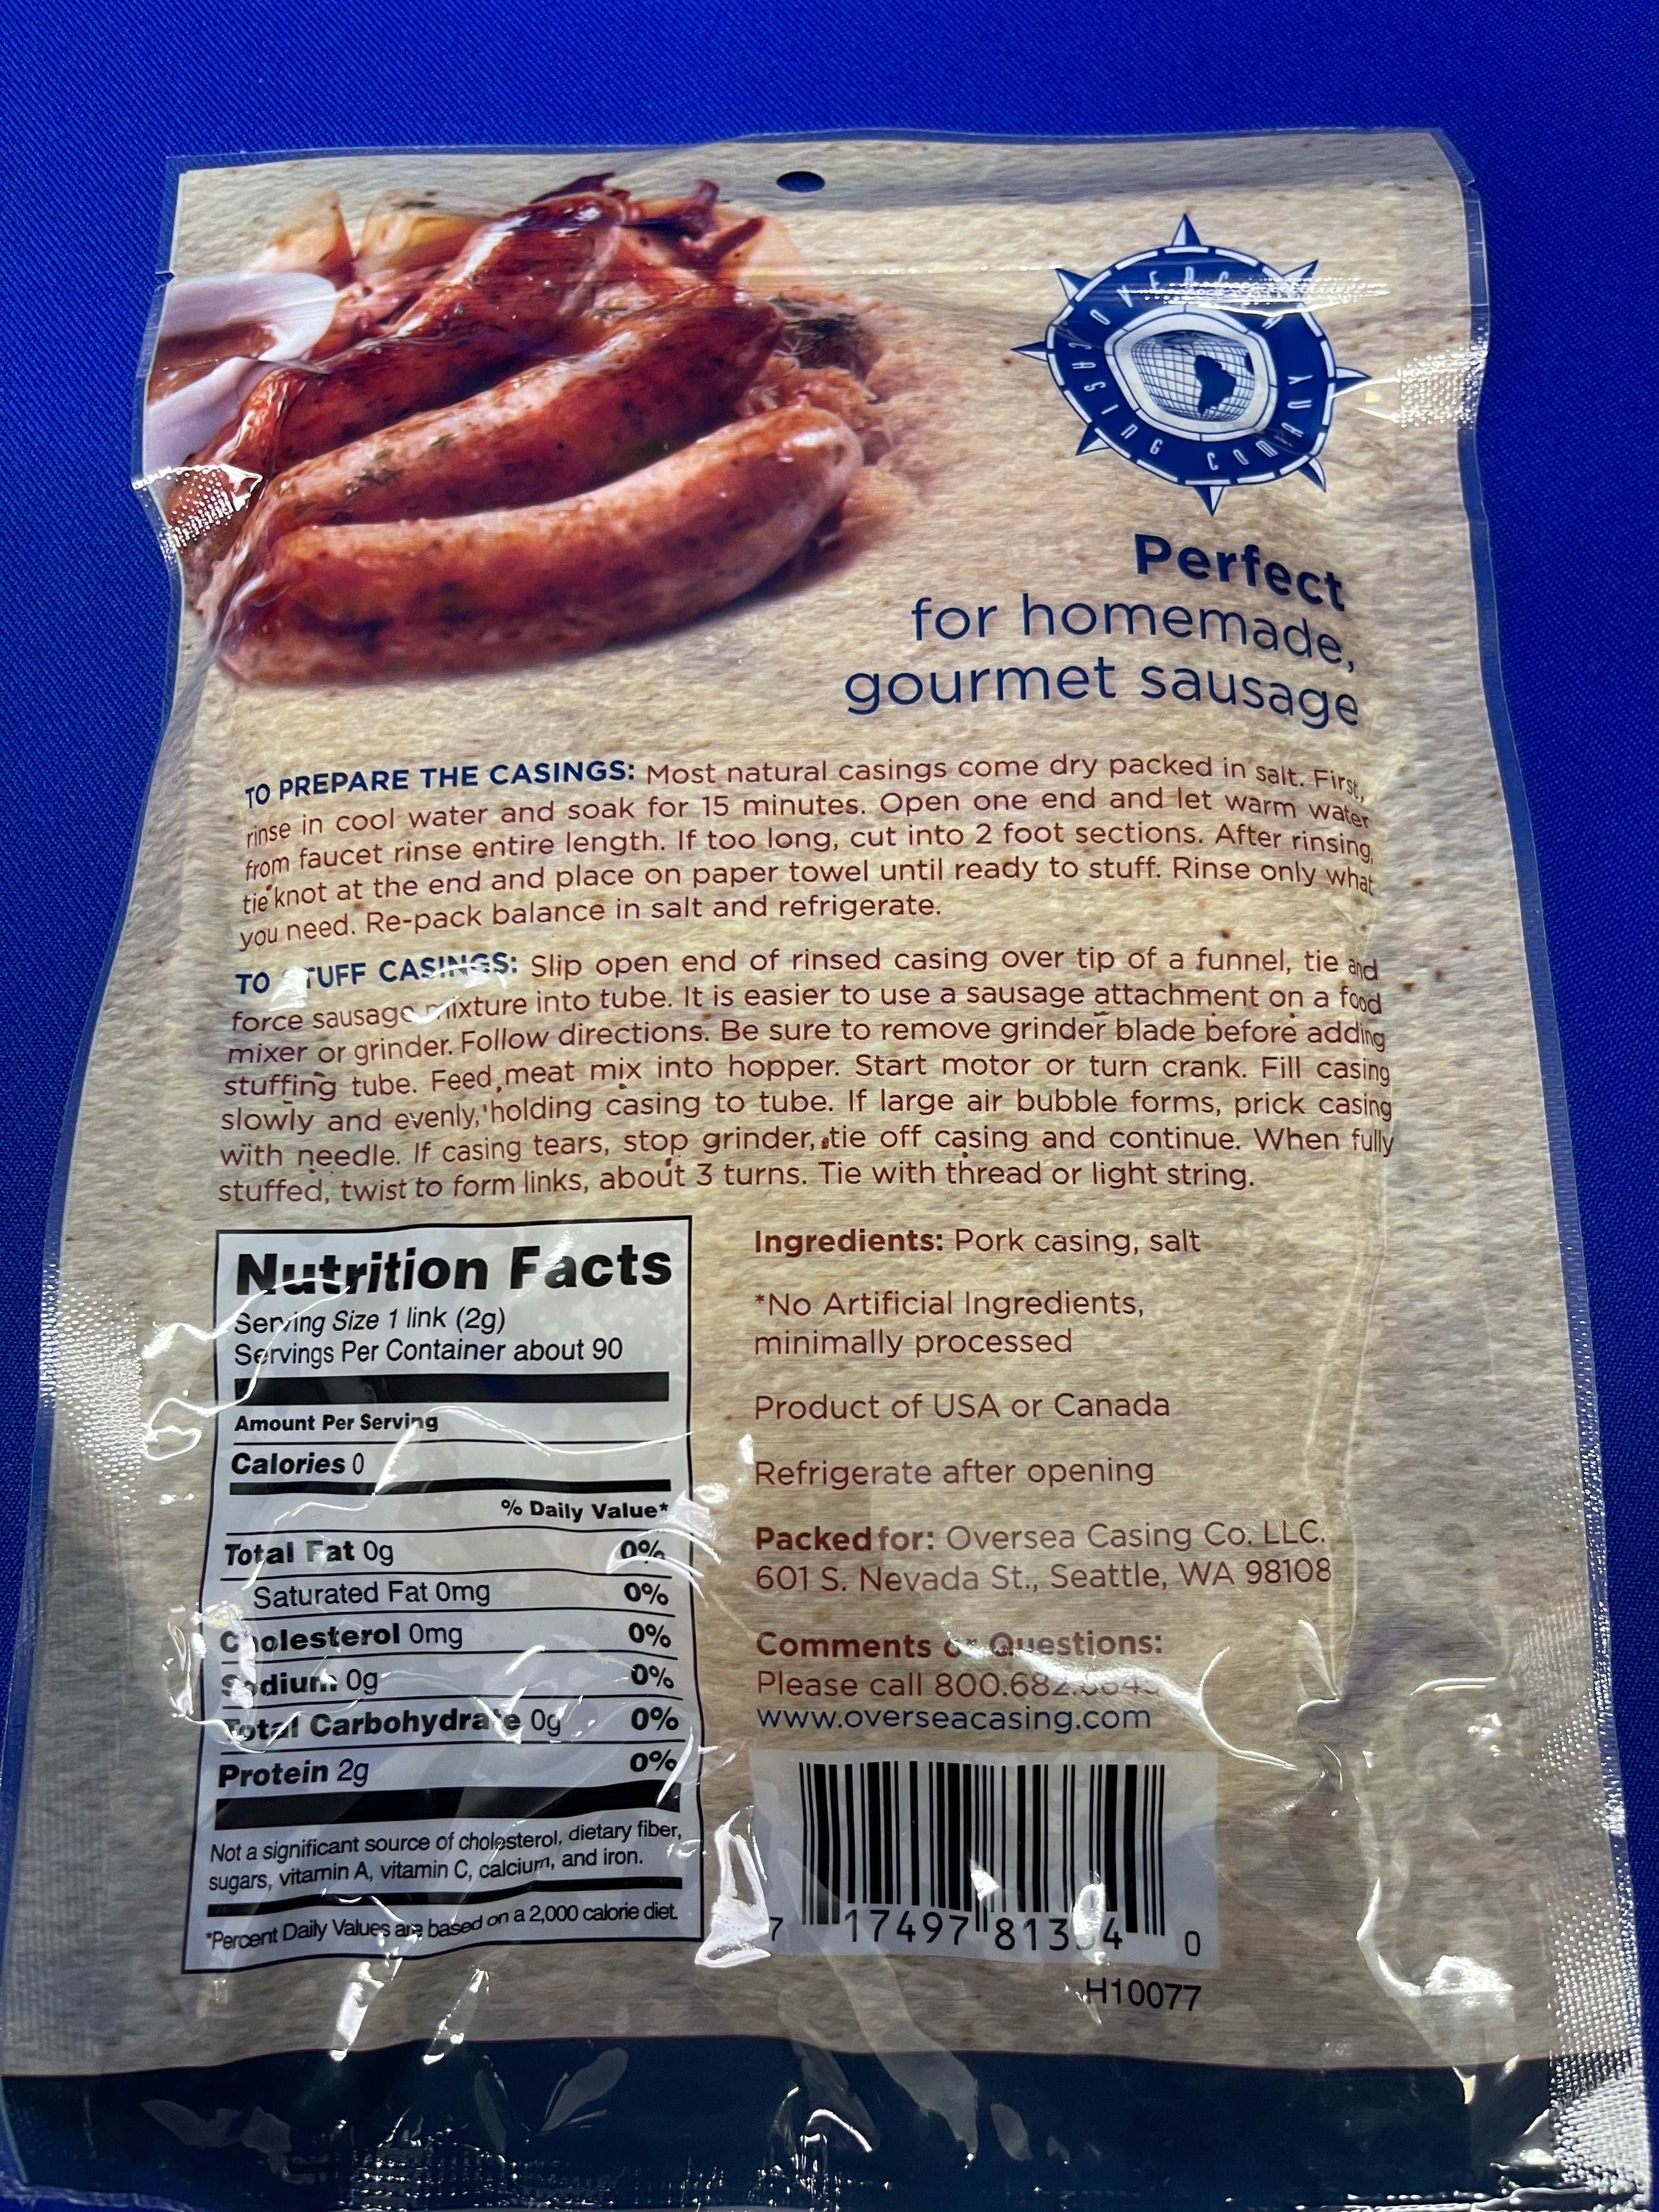 OVERSEA CASING COMPANY
Perfect
for homemade,
gourmet sausage
TO PREPARE THE CASINGS: Most natural casings come dry packed in salt. First,
rinse in cool water and soak for 15 minutes. Open one end and let warm water
from faucet rinse entire length. If too long, cut into 2 foot sections. After rinsing,
tie knot at the end and place on paper towel until ready to stuff. Rinse only what
you need. Re-pack balance in salt and refrigerate.
TO STUFF CASINGS: Slip open end of rinsed casing over tip of a funnel, tie and
force sausage mixture into tube. It is easier to use a sausage attachment on a food
mixer or grinder. Follow directions. Be sure to remove grinder blade before adding
stuffing tube. Feed meat mix into hopper. Start motor or turn crank. Fill casing
slowly and evenly, holding casing to tube. If large air bubble forms, prick casing
with needle. If casing tears, stop grinder, tie off casing and continue. When fully
stuffed, twist to form links, about 3 turns. Tie with thread or light string.
Nutrition Facts
Serving Size 1 link (2g)
Servings Per Container about 90
Amount Per Serving
Calories 0
% Daily Value*
Total Fat 0g 0%
Saturated Fat 0mg 0%
Cholesterol 0mg 0%
Sodium 0g 0%
Total Carbohydrate 0g 0%
Protein 2g 0%
Not a significant source of cholesterol, dietary fiber,
sugars, vitamin A, vitamin C, calcium, and iron.
*Percent Daily Values are based on a 2,000 calorie diet.
Ingredients: Pork casing, salt
*No Artificial Ingredients,
minimally processed
Product of USA or Canada
Refrigerate after opening
Packed for: Oversea Casing Co. LLC.
601 S. Nevada St., Seattle, WA 98108
Comments or Questions:
Please call
www.overseacasing.com
7 17497 0
H10077